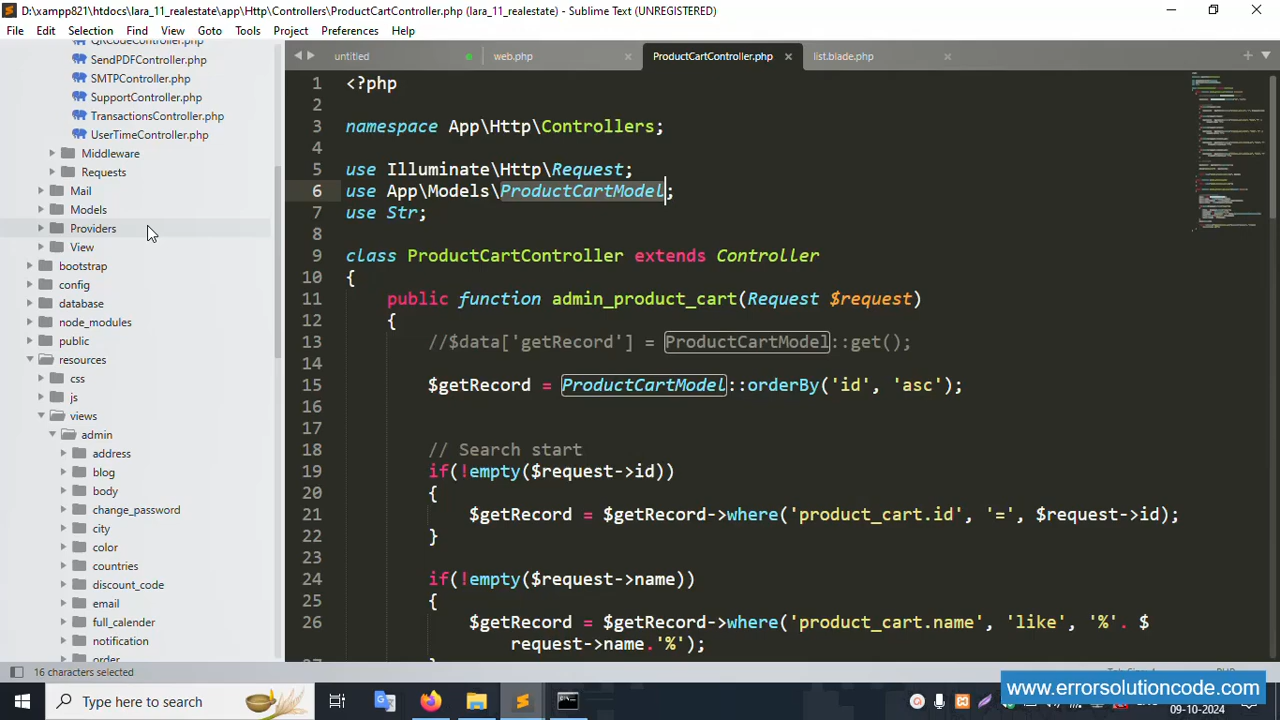 D:\xampp821\htdocs\lara_11_realestate\app\Http\Controllers\ProductCartController.php (lara_11_realestate) - Sublime Text (UNREGISTERED)
File Edit Selection Find View Goto Tools Project Preferences Help
untitled web.php ProductCartController.php list.blade.php
QRCodeController.php
SendPDFController.php
SMTPController.php
SupportController.php
TransactionsController.php
UserTimeController.php
Middleware
Requests
Mail
Models
Providers
View
bootstrap
config
database
node_modules
public
resources
css
js
views
admin
address
blog
body
change_password
city
color
countries
discount_code
email
full_calender
notification
order
1 <?php
2
3 namespace App\Http\Controllers;
4
5 use Illuminate\Http\Request;
6 use App\Models\ProductCartModel;
7 use Str;
8
9 class ProductCartController extends Controller
10 {
11 public function admin_product_cart(Request $request)
12 {
13 //$data['getRecord'] = ProductCartModel::get();
14
15 $getRecord = ProductCartModel::orderBy('id', 'asc');
16
17
18 // Search start
19 if(!empty($request->id))
20 {
21 $getRecord = $getRecord->where('product_cart.id', '=', $request->id);
22 }
23
24 if(!empty($request->name))
25 {
26 $getRecord = $getRecord->where('product_cart.name', 'like', '%'. $
request->name.'%');
16 characters selected
www.errorsolutioncode.com
Type here to search
09-10-2024